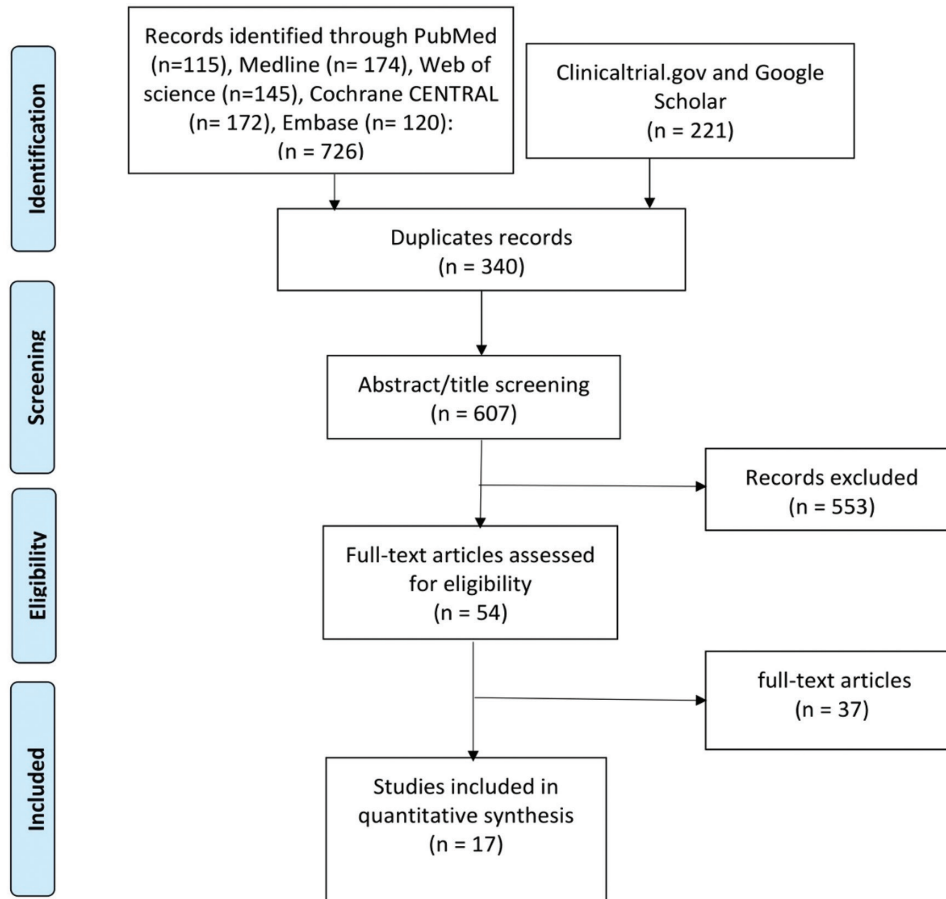 Identification
Records identified through PubMed
(n=115), Medline (n= 174), Web of
science (n=145), Cochrane CENTRAL
(n= 172), Embase (n= 120):
(n = 726)
Clinicaltrial.gov and Google
Scholar
(n = 221)
Duplicates records
(n = 340)
Screening
Abstract/title screening
(n = 607)
Records excluded
(n = 553)
Eligibility
Full-text articles assessed
for eligibility
(n = 54)
full-text articles
(n = 37)
Included
Studies included in
quantitative synthesis
(n = 17)